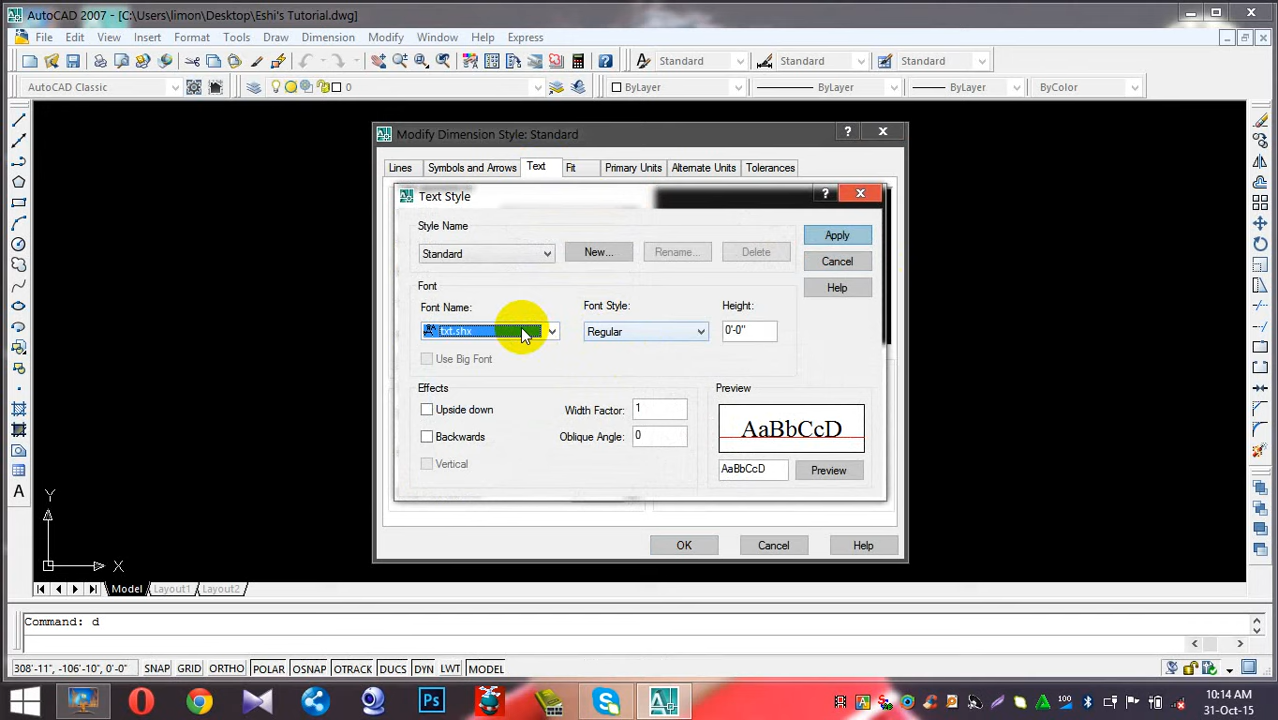 AutoCAD 2007 - [C:\Users\limon\Desktop\Eshi's Tutorial.dwg]
File Edit View Insert Format Tools Draw Dimension Modify Window Help Express
Standard Standard Standard
AutoCAD Classic 0 ByLayer ByLayer ByLayer ByColor
Modify Dimension Style: Standard
Lines Symbols and Arrows Text Fit Primary Units Alternate Units Tolerances
Text Style
Style Name
Standard New... Rename... Delete
Apply
Cancel
Help
Font
Font Name: Font Style: Height:
txt.shx Regular 0'-0"
Use Big Font
Effects Preview
Upside down Width Factor: 1
Backwards Oblique Angle: 0
Vertical
AaBbCcD
AaBbCcD Preview
OK Cancel Help
Y
X
Model Layout1 Layout2
Command: d
308'-11", -106'-10", 0'-0" SNAP GRID ORTHO POLAR OSNAP OTRACK DUCS DYN LWT MODEL
Ps
100
10:14 AM
31-Oct-15